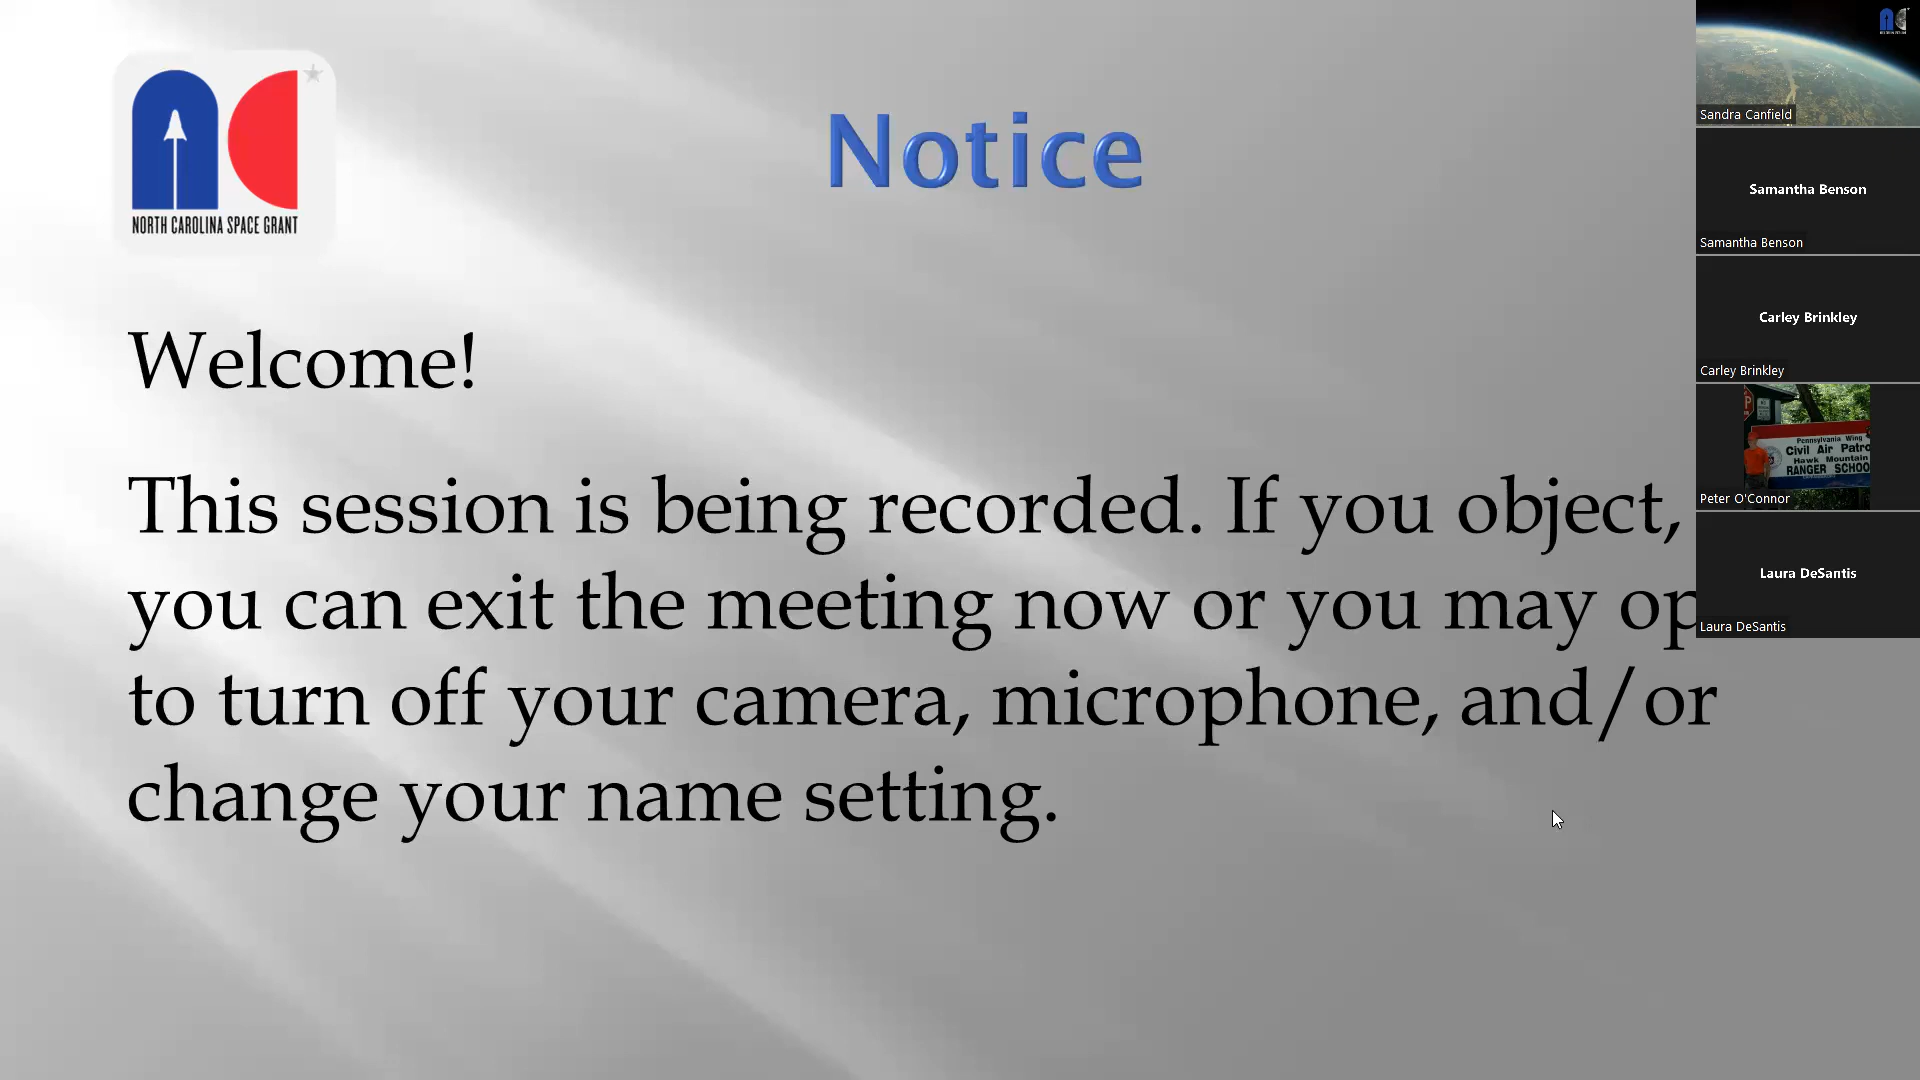 NORTH CAROLINA SPACE GRANT
Notice
Welcome!
This session is being recorded. If you object,
you can exit the meeting now or you may op
to turn off your camera, microphone, and/or
change your name setting.
Sandra Canfield
Samantha Benson
Samantha Benson
Carley Brinkley
Carley Brinkley
Pennsylvania Wing
Civil Air Patro
Hawk Mountain
RANGER SCHOO
Peter O'Connor
Laura DeSantis
Laura DeSantis